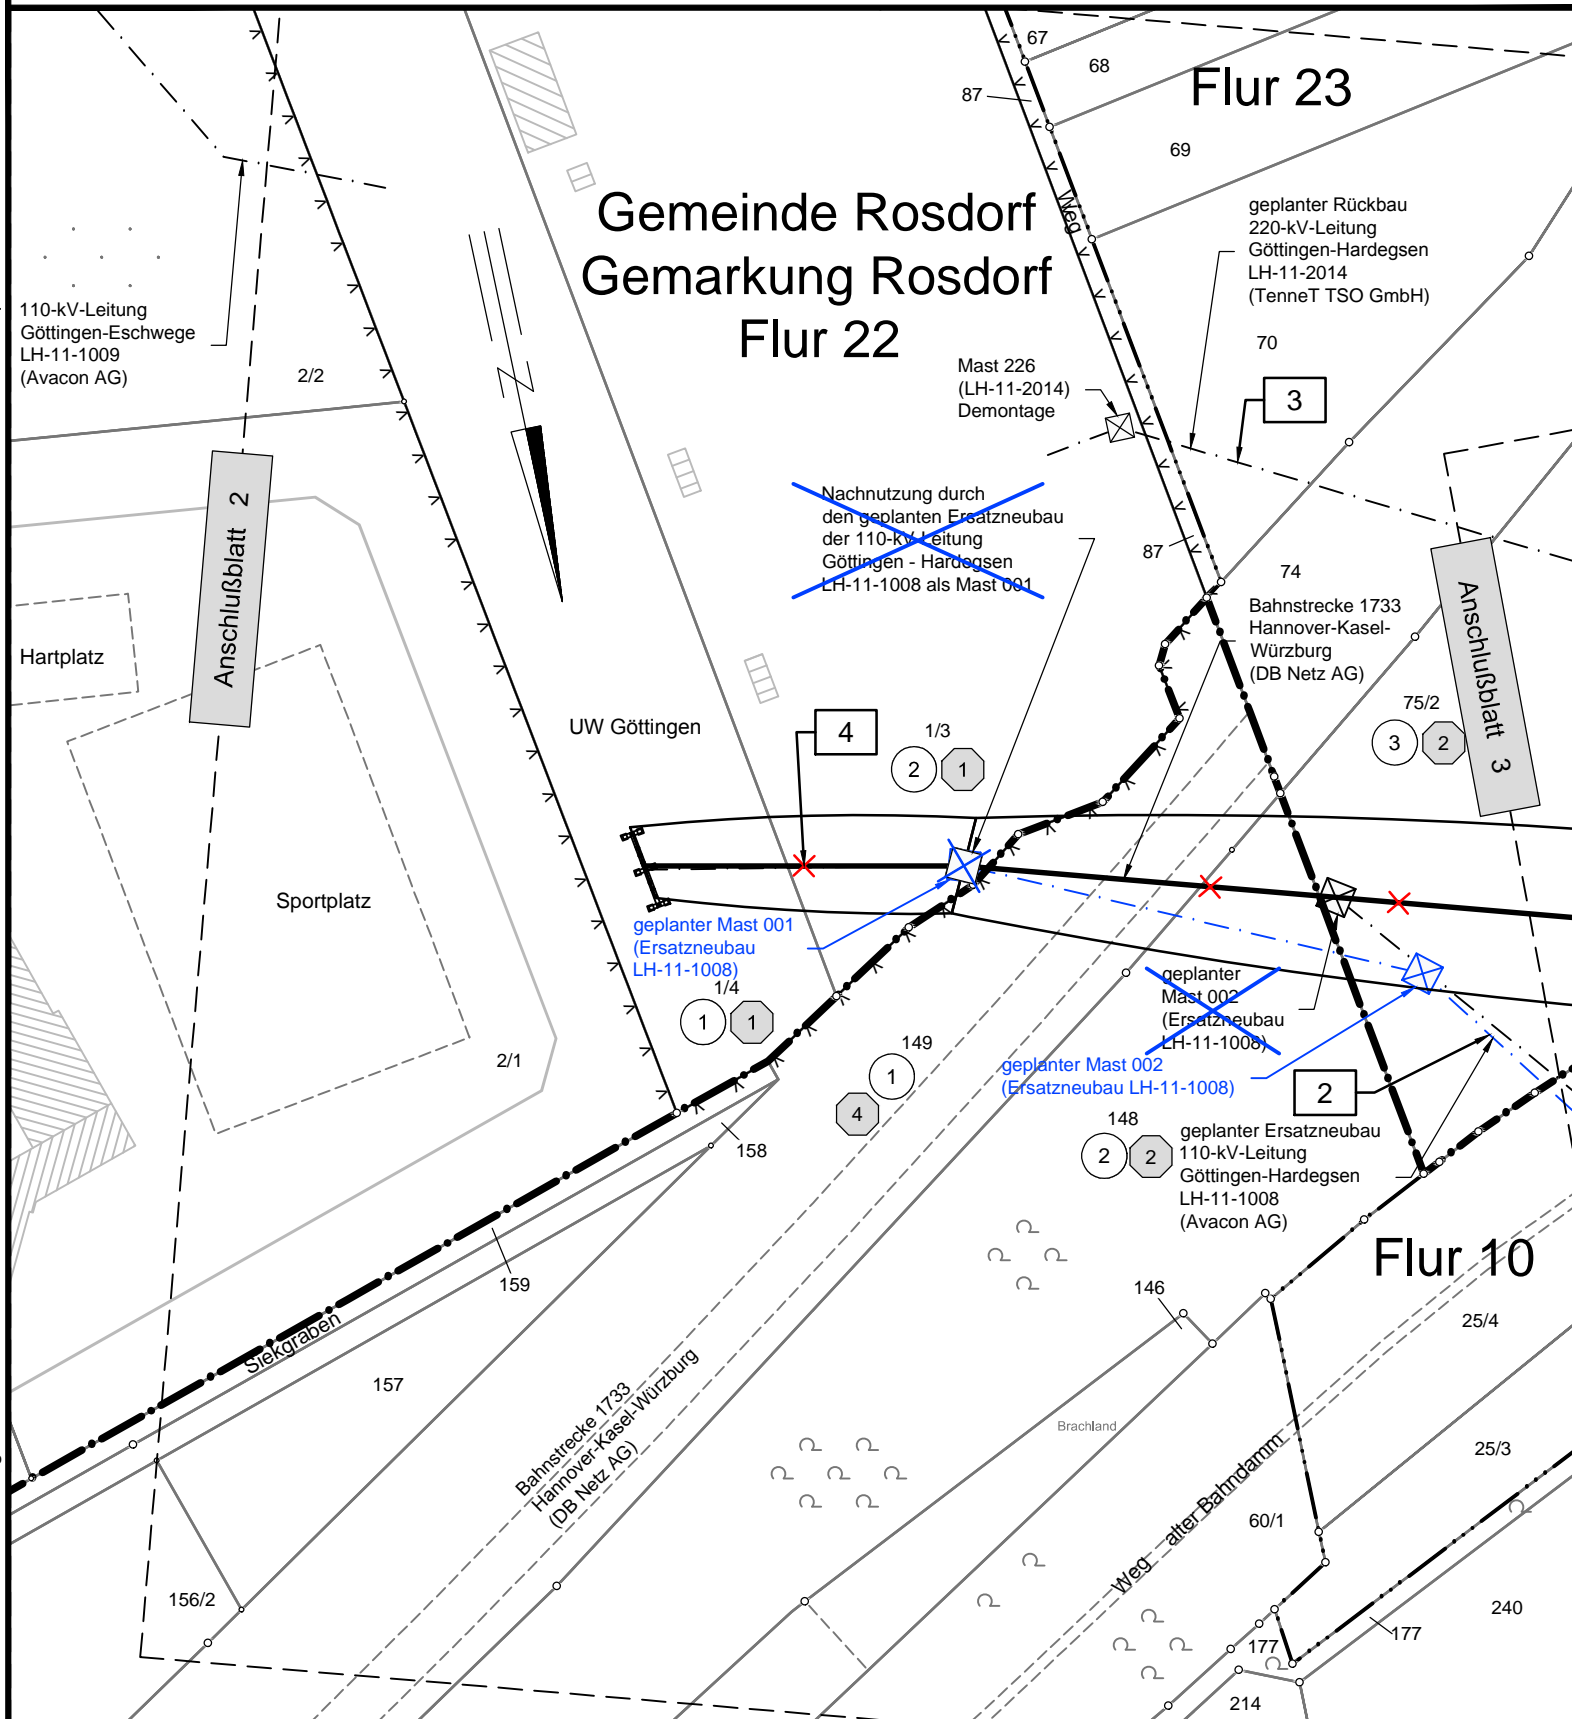 67
68
Flur 23
87
69
Weg
Gemeinde Rosdorf
Gemarkung Rosdorf
Flur 22
geplanter Rückbau
220-kV-Leitung
Göttingen-Hardegsen
LH-11-2014
(TenneT TSO GmbH)
70
110-kV-Leitung
Göttingen-Eschwege
LH-11-1009
(Avacon AG)
2/2
Mast 226
(LH-11-2014)
Demontage
3
Anschlußblatt 2
Nachnutzung durch
den geplanten Ersatzneubau
der 110-kV-Leitung
Göttingen - Hardegsen
LH-11-1008 als Mast 001
87
74
Bahnstrecke 1733
Hannover-Kasel-
Würzburg
(DB Netz AG)
Anschlußblatt 3
Hartplatz
UW Göttingen
4
1/3
2
1
75/2
3
2
Sportplatz
geplanter Mast 001
(Ersatzneubau
LH-11-1008)
1/4
1
1
geplanter
Mast 002
(Ersatzneubau
LH-11-1008)
2/1
149
1
4
geplanter Mast 002
(Ersatzneubau LH-11-1008)
2
148
2
2
geplanter Ersatzneubau
110-kV-Leitung
Göttingen-Hardegsen
LH-11-1008
(Avacon AG)
158
159
Flur 10
146
25/4
Siekgraben
157
Bahnstrecke 1733
Hannover-Kasel-Würzburg
(DB Netz AG)
Brachland
25/3
Weg
alter Bahndamm
60/1
156/2
240
177
177
214